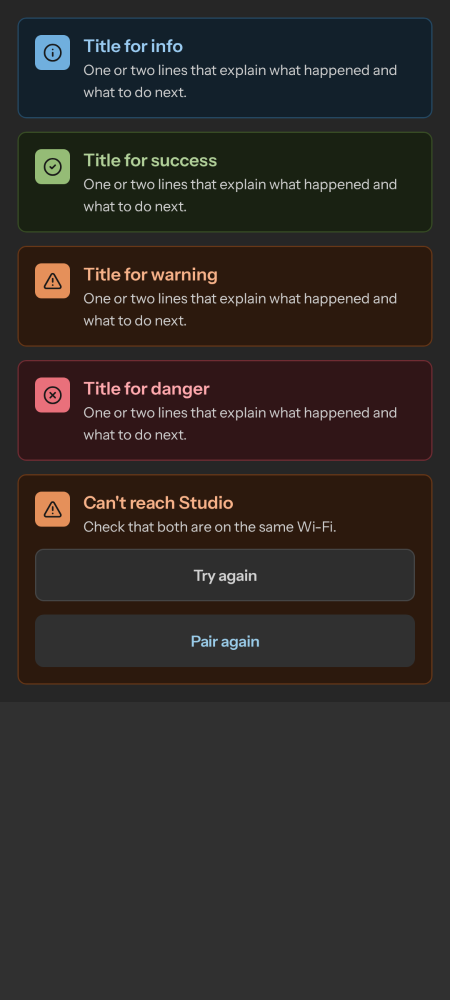 Title for info
One or two lines that explain what happened and
what to do next.
Title for success
One or two lines that explain what happened and
what to do next.
Title for warning
One or two lines that explain what happened and
what to do next.
Title for danger
One or two lines that explain what happened and
what to do next.
Can't reach Studio
Check that both are on the same Wi-Fi.
Try again
Pair again